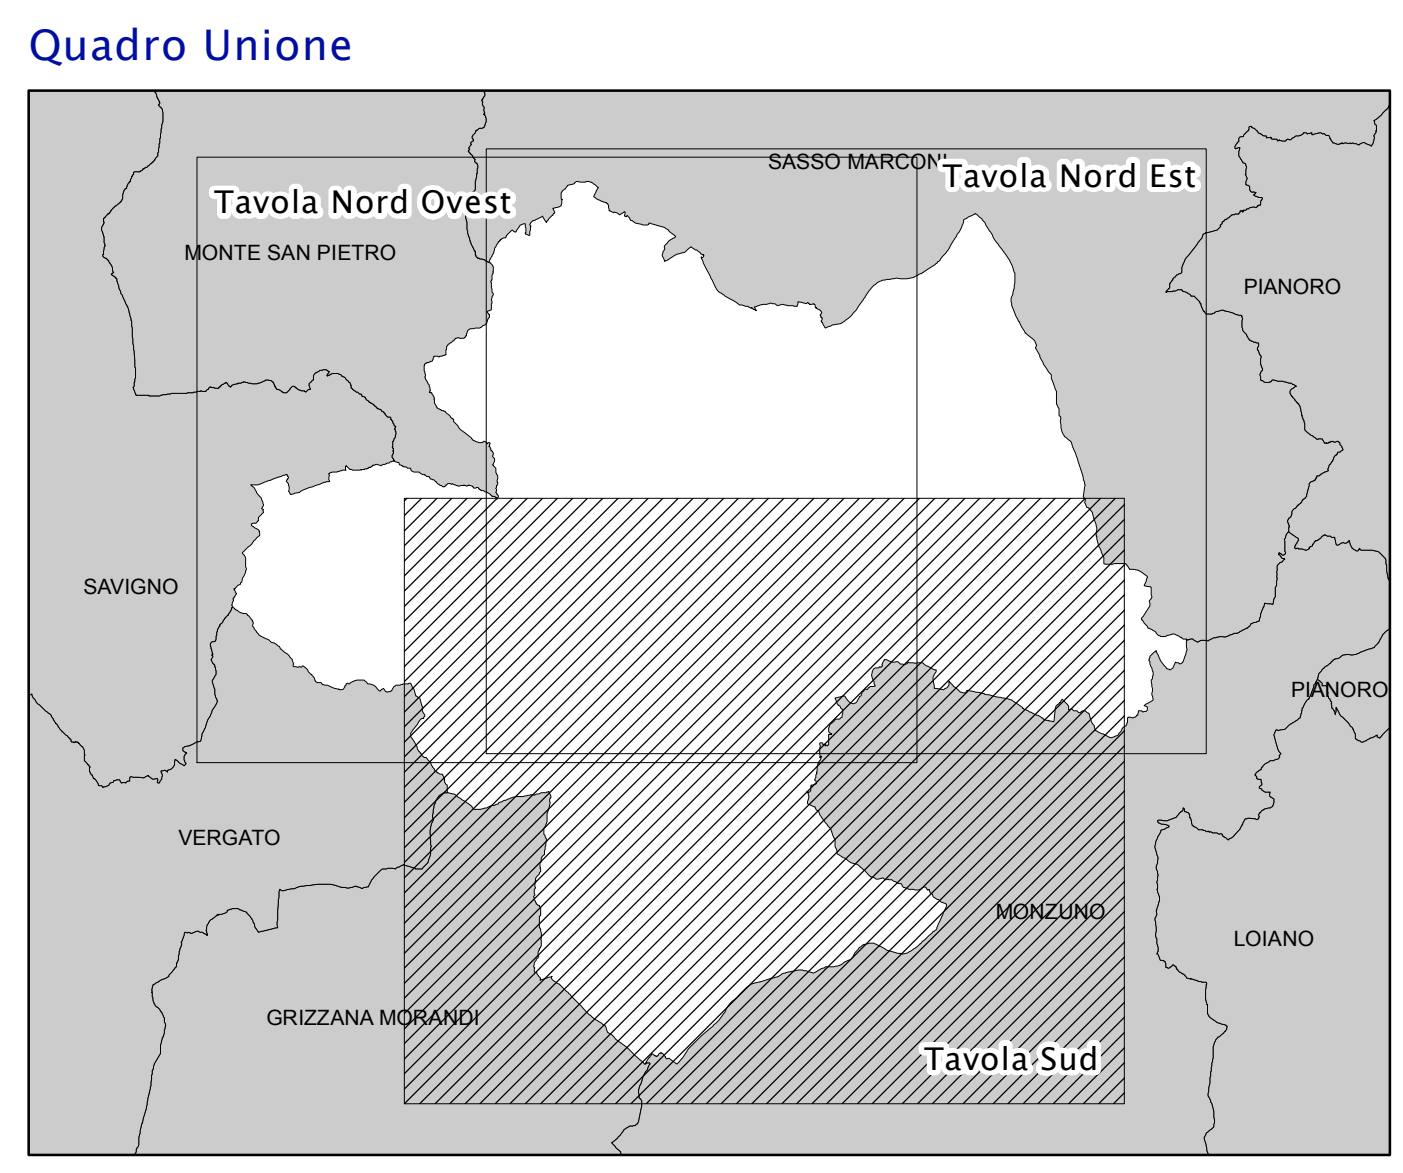 Quadro Unione
SASSO MARCONI
Tavola Nord Est
Tavola Nord Ovest
MONTE SAN PIETRO
PIANORO
SAVIGNO
PIANORO
VERGATO
MONZUNO
LOIANO
GRIZZANA MORANDI
Tavola Sud